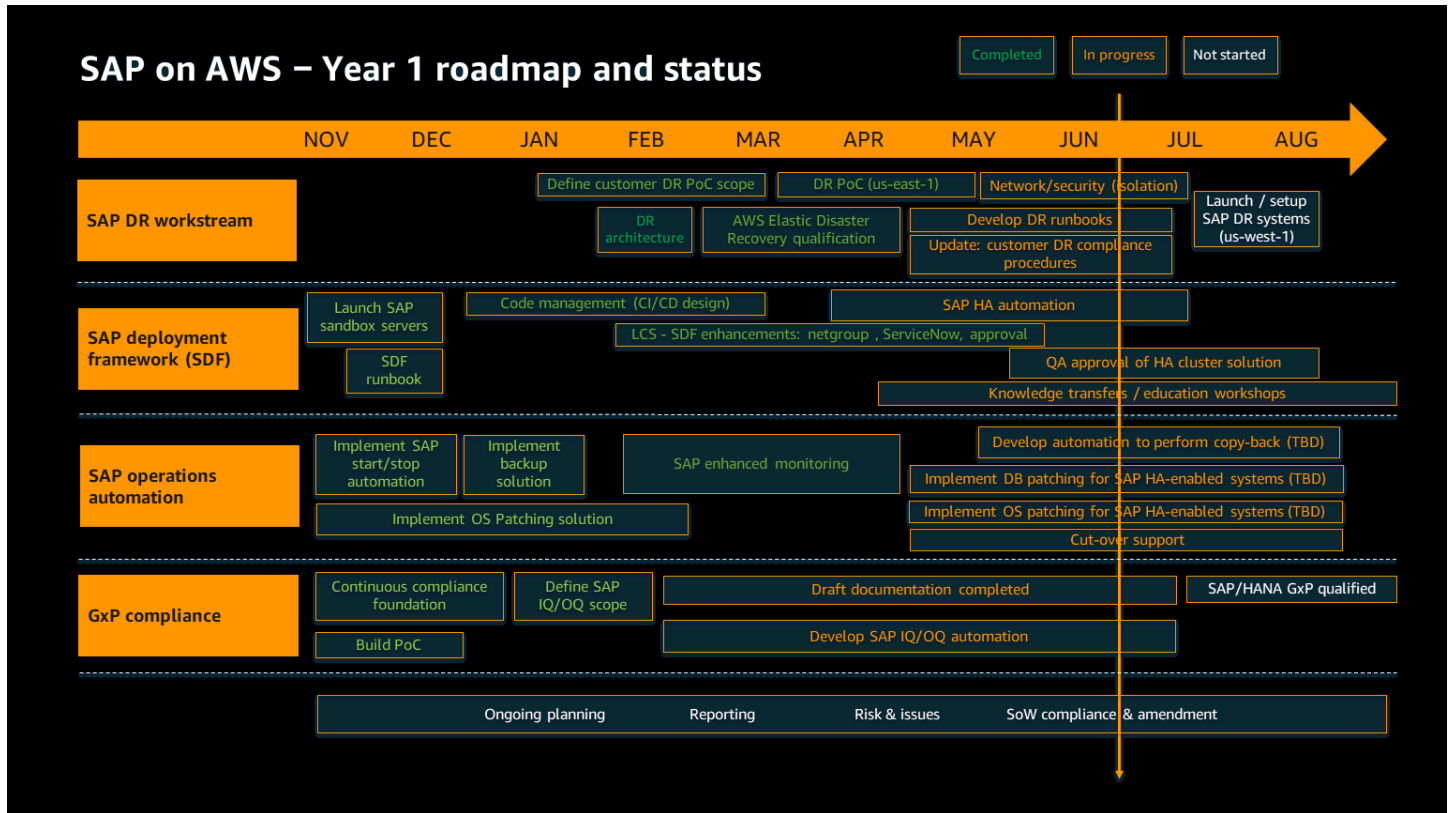 SAP on AWS – Year 1 roadmap and status
Completed
In progress
Not started
NOV DEC JAN FEB MAR APR MAY JUN JUL AUG
SAP DR workstream
Define customer DR PoC scope
DR PoC (us-east-1)
Network/security (isolation)
Launch / setup
SAP DR systems
(us-west-1)
DR
architecture
AWS Elastic Disaster
Recovery qualification
Develop DR runbooks
Update: customer DR compliance
procedures
SAP deployment
framework (SDF)
Launch SAP
sandbox servers
Code management (CI/CD design)
SAP HA automation
LCS - SDF enhancements: netgroup , ServiceNow, approval
SDF
runbook
QA approval of HA cluster solution
Knowledge transfers / education workshops
SAP operations
automation
Implement SAP
start/stop
automation
Implement
backup
solution
SAP enhanced monitoring
Develop automation to perform copy-back (TBD)
Implement DB patching for SAP HA-enabled systems (TBD)
Implement OS Patching solution
Implement OS patching for SAP HA-enabled systems (TBD)
Cut-over support
GxP compliance
Continuous compliance
foundation
Define SAP
IQ/OQ scope
Draft documentation completed
SAP/HANA GxP qualified
Build PoC
Develop SAP IQ/OQ automation
Ongoing planning
Reporting
Risk & issues
SoW compliance & amendment